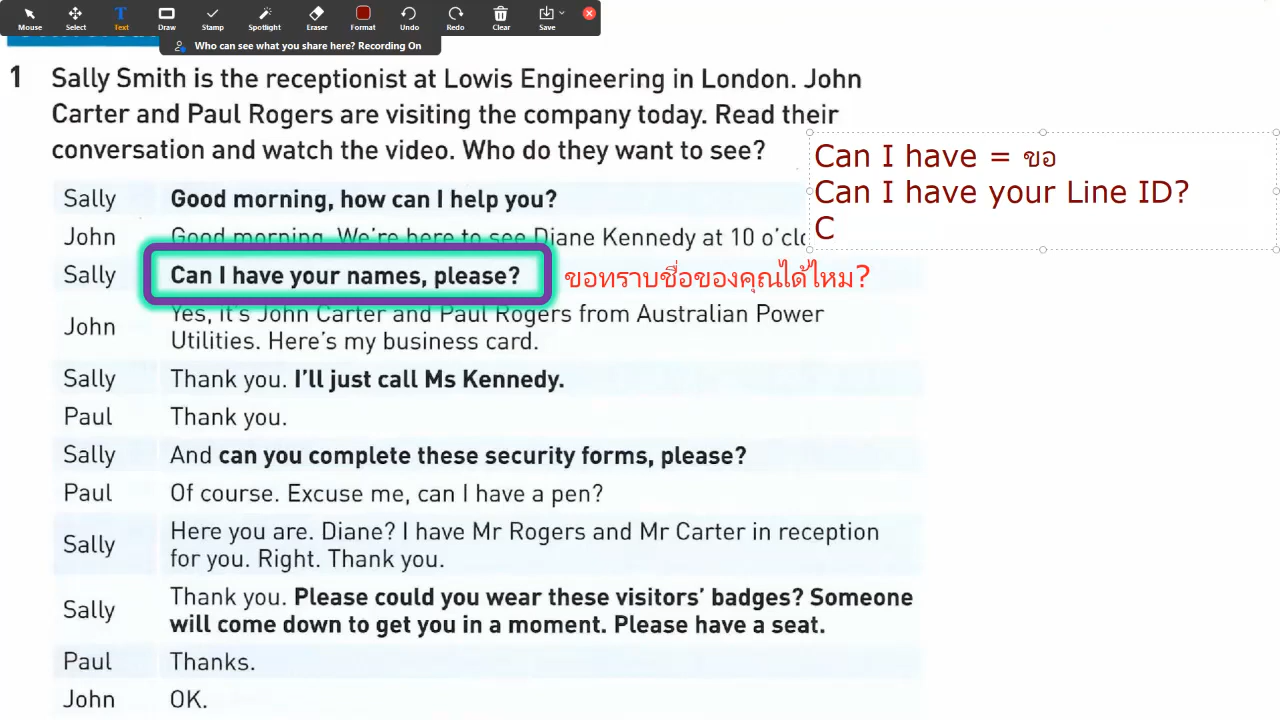 Mouse Select Text Draw Stamp Spotlight Eraser Format Undo Redo Clear Save
Who can see what you share here? Recording On
1 Sally Smith is the receptionist at Lowis Engineering in London. John
Carter and Paul Rogers are visiting the company today. Read their
conversation and watch the video. Who do they want to see?
Can I have = ขอ
Can I have your Line ID?
C
Sally Good morning, how can I help you?
John Good morning. We're here to see Diane Kennedy at 10
Sally Can I have your names, please? ขอทราบชื่อของคุณได้ไหม?
John Yes, it's John Carter and Paul Rogers from Australian Power
Utilities. Here's my business card.
Sally Thank you. I'll just call Ms Kennedy.
Paul Thank you.
Sally And can you complete these security forms, please?
Paul Of course. Excuse me, can I have a pen?
Sally Here you are. Diane? I have Mr Rogers and Mr Carter in reception
for you. Right. Thank you.
Sally Thank you. Please could you wear these visitors' badges? Someone
will come down to get you in a moment. Please have a seat.
Paul Thanks.
John OK.